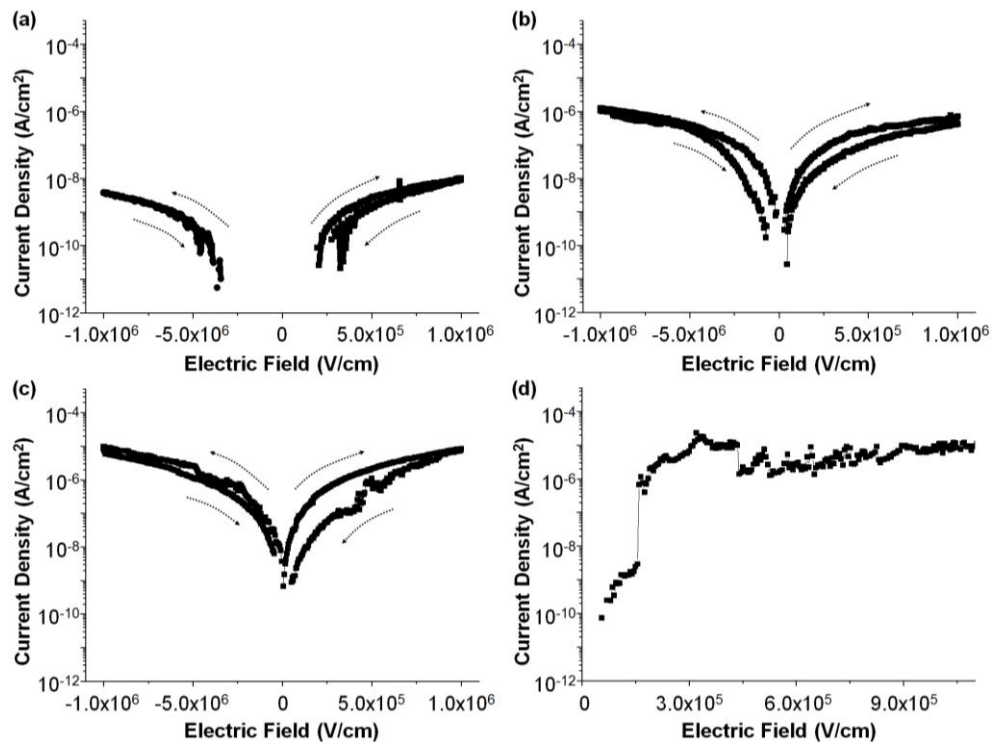 (a)
10⁻⁴
10⁻⁶
10⁻⁸
10⁻¹⁰
10⁻¹²
Current Density (A/cm²)
-1.0x10⁶ -5.0x10⁶ 0 5.0x10⁵ 1.0x10⁶
Electric Field (V/cm)
(b)
10⁻⁴
10⁻⁶
10⁻⁸
10⁻¹⁰
10⁻¹²
Current Density (A/cm²)
-1.0x10⁶ -5.0x10⁶ 0 5.0x10⁵ 1.0x10⁶
Electric Field (V/cm)
(c)
10⁻⁴
10⁻⁶
10⁻⁸
10⁻¹⁰
10⁻¹²
Current Density (A/cm²)
-1.0x10⁶ -5.0x10⁶ 0 5.0x10⁵ 1.0x10⁶
Electric Field (V/cm)
(d)
10⁻⁴
10⁻⁶
10⁻⁸
10⁻¹⁰
10⁻¹²
Current Density (A/cm²)
0 3.0x10⁵ 6.0x10⁵ 9.0x10⁵
Electric Field (V/cm)